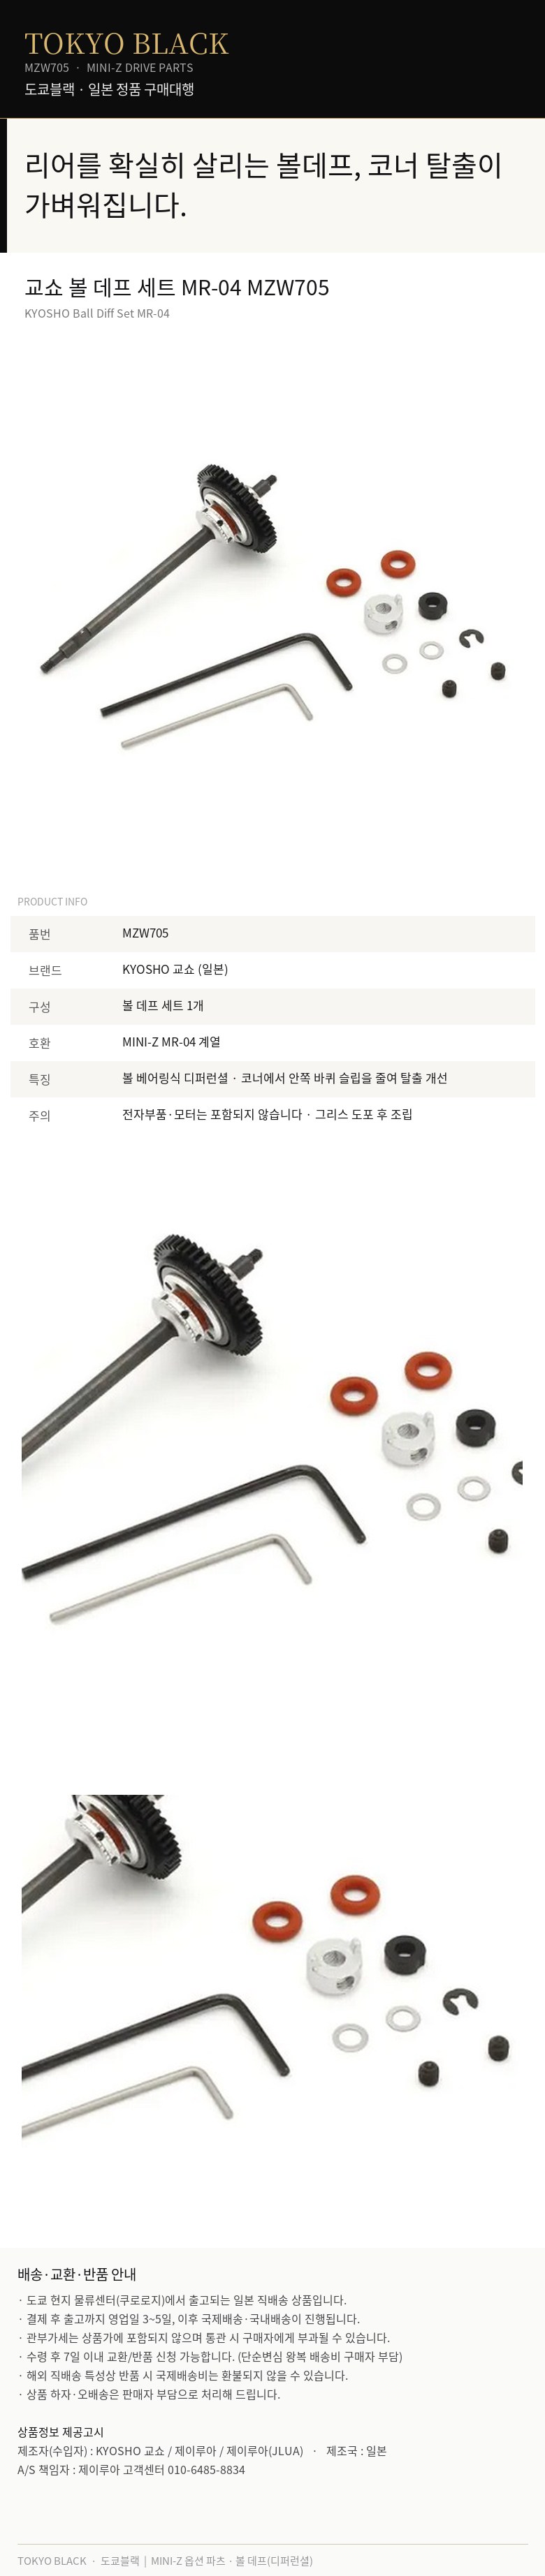 TOKYO BLACK
MZW705 · MINI-Z DRIVE PARTS
도쿄블랙 · 일본 정품 구매대행
리어를 확실히 살리는 볼데프, 코너 탈출이
가벼워집니다.
교쇼 볼 데프 세트 MR-04 MZW705
KYOSHO Ball Diff Set MR-04
PRODUCT INFO
품번 MZW705
브랜드 KYOSHO 교쇼 (일본)
구성 볼 데프 세트 1개
호환 MINI-Z MR-04 계열
특징 볼 베어링식 디퍼런셜 · 코너에서 안쪽 바퀴 슬립을 줄여 탈출 개선
주의 전자부품·모터는 포함되지 않습니다 · 그리스 도포 후 조립
배송·교환·반품 안내
· 도쿄 현지 물류센터(쿠로로지)에서 출고되는 일본 직배송 상품입니다.
· 결제 후 출고까지 영업일 3~5일, 이후 국제배송·국내배송이 진행됩니다.
· 관부가세는 상품가에 포함되지 않으며 통관 시 구매자에게 부과될 수 있습니다.
· 수령 후 7일 이내 교환/반품 신청 가능합니다. (단순변심 왕복 배송비 구매자 부담)
· 해외 직배송 특성상 반품 시 국제배송비는 환불되지 않을 수 있습니다.
· 상품 하자·오배송은 판매자 부담으로 처리해 드립니다.
상품정보 제공고시
제조자(수입자) : KYOSHO 교쇼 / 제이루아 / 제이루아(JLUA) · 제조국 : 일본
A/S 책임자 : 제이루아 고객센터 010-6485-8834
TOKYO BLACK · 도쿄블랙 | MINI-Z 옵션 파츠 · 볼 데프(디퍼런셜)